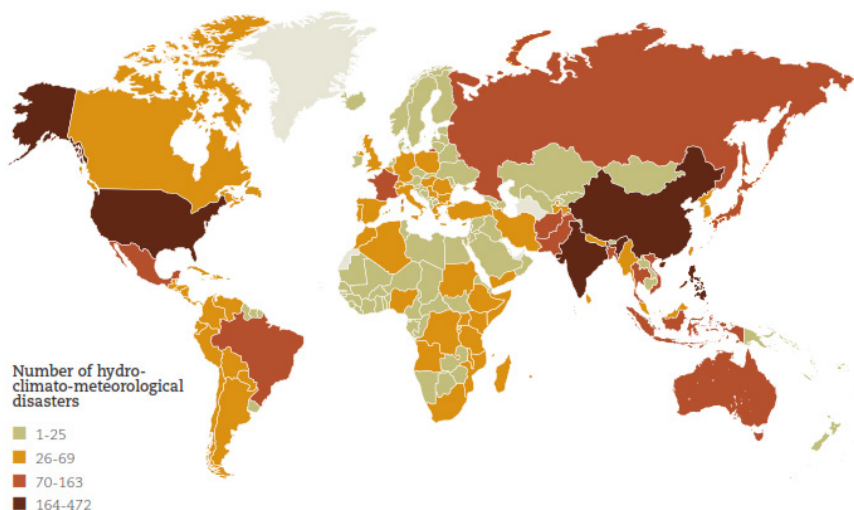 Number of hydro-
climato-meteorological
disasters
1-25
26-69
70-163
164-472